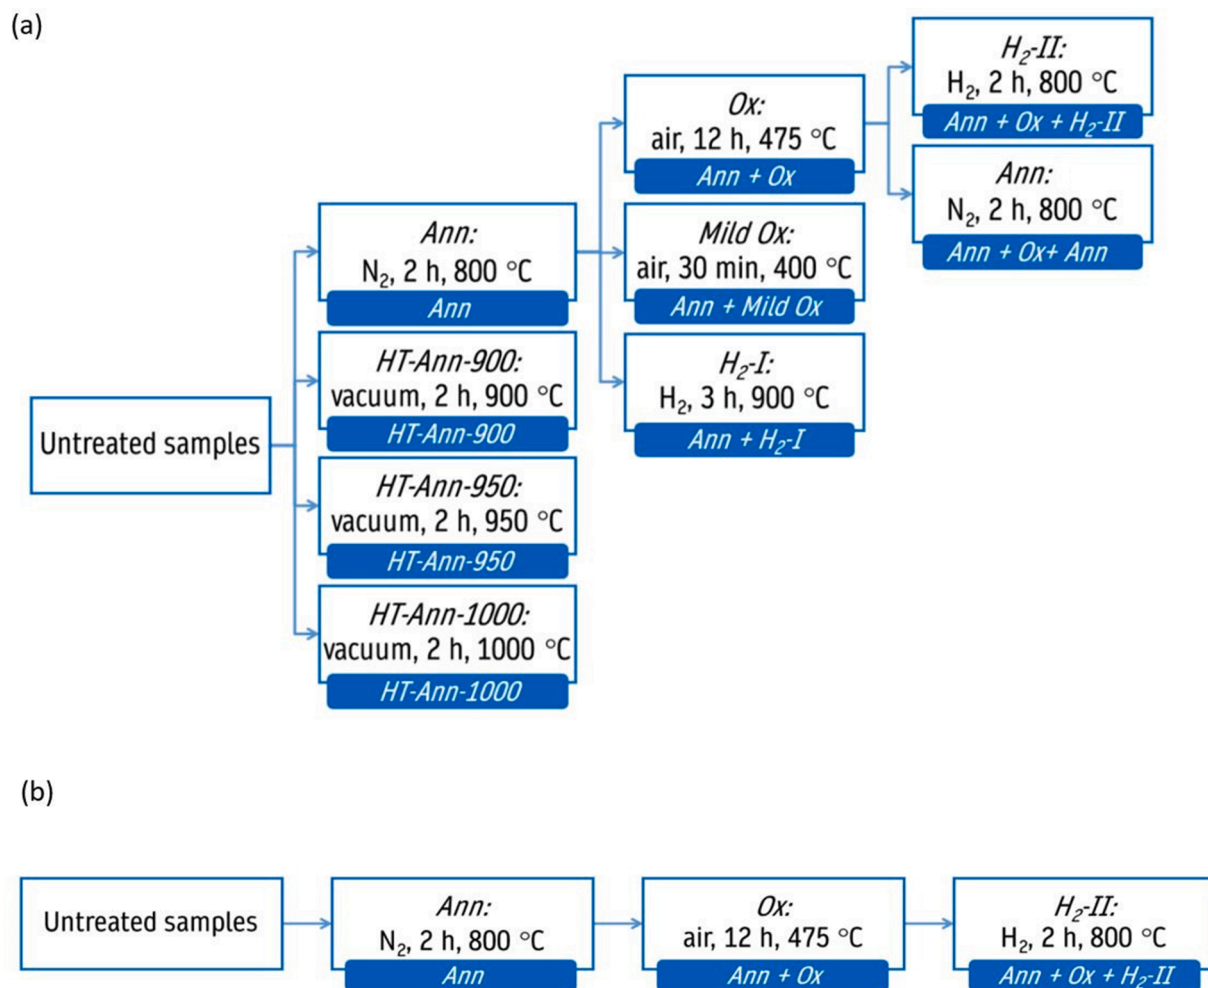 (a)
Untreated samples
Ann:
N₂, 2 h, 800 °C
Ann
HT-Ann-900:
vacuum, 2 h, 900 °C
HT-Ann-900
HT-Ann-950:
vacuum, 2 h, 950 °C
HT-Ann-950
HT-Ann-1000:
vacuum, 2 h, 1000 °C
HT-Ann-1000
Ox:
air, 12 h, 475 °C
Ann + Ox
Mild Ox:
air, 30 min, 400 °C
Ann + Mild Ox
H₂-I:
H₂, 3 h, 900 °C
Ann + H₂-I
H₂-II:
H₂, 2 h, 800 °C
Ann + Ox + H₂-II
Ann:
N₂, 2 h, 800 °C
Ann + Ox+ Ann
(b)
Untreated samples
Ann:
N₂, 2 h, 800 °C
Ann
Ox:
air, 12 h, 475 °C
Ann + Ox
H₂-II:
H₂, 2 h, 800 °C
Ann + Ox + H₂-II